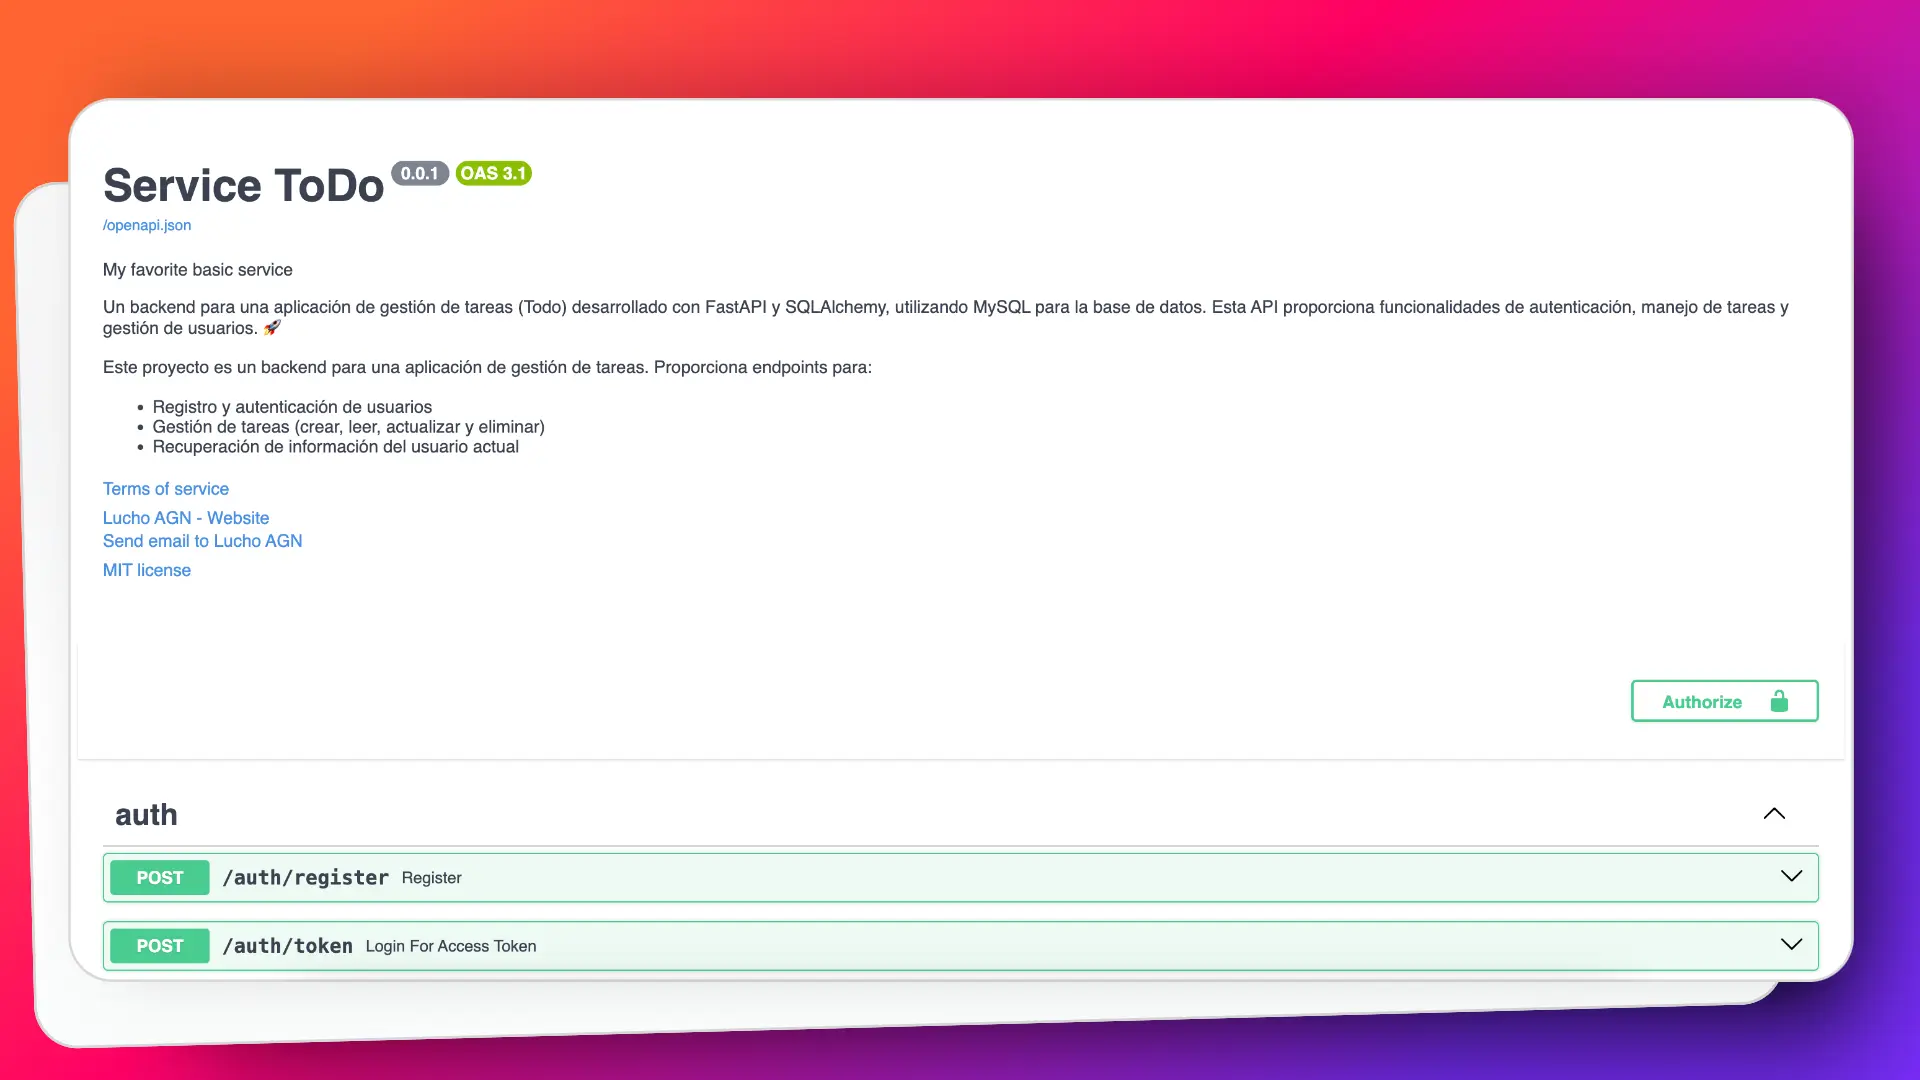 Service ToDo 0.0.1 OAS 3.1
/openapi.json
My favorite basic service
Un backend para una aplicación de gestión de tareas (Todo) desarrollado con FastAPI y SQLAlchemy, utilizando MySQL para la base de datos. Esta API proporciona funcionalidades de autenticación, manejo de tareas y
gestión de usuarios. 🚀
Este proyecto es un backend para una aplicación de gestión de tareas. Proporciona endpoints para:
• Registro y autenticación de usuarios
• Gestión de tareas (crear, leer, actualizar y eliminar)
• Recuperación de información del usuario actual
Terms of service
Lucho AGN - Website
Send email to Lucho AGN
MIT license
Authorize
auth
POST /auth/register Register
POST /auth/token Login For Access Token